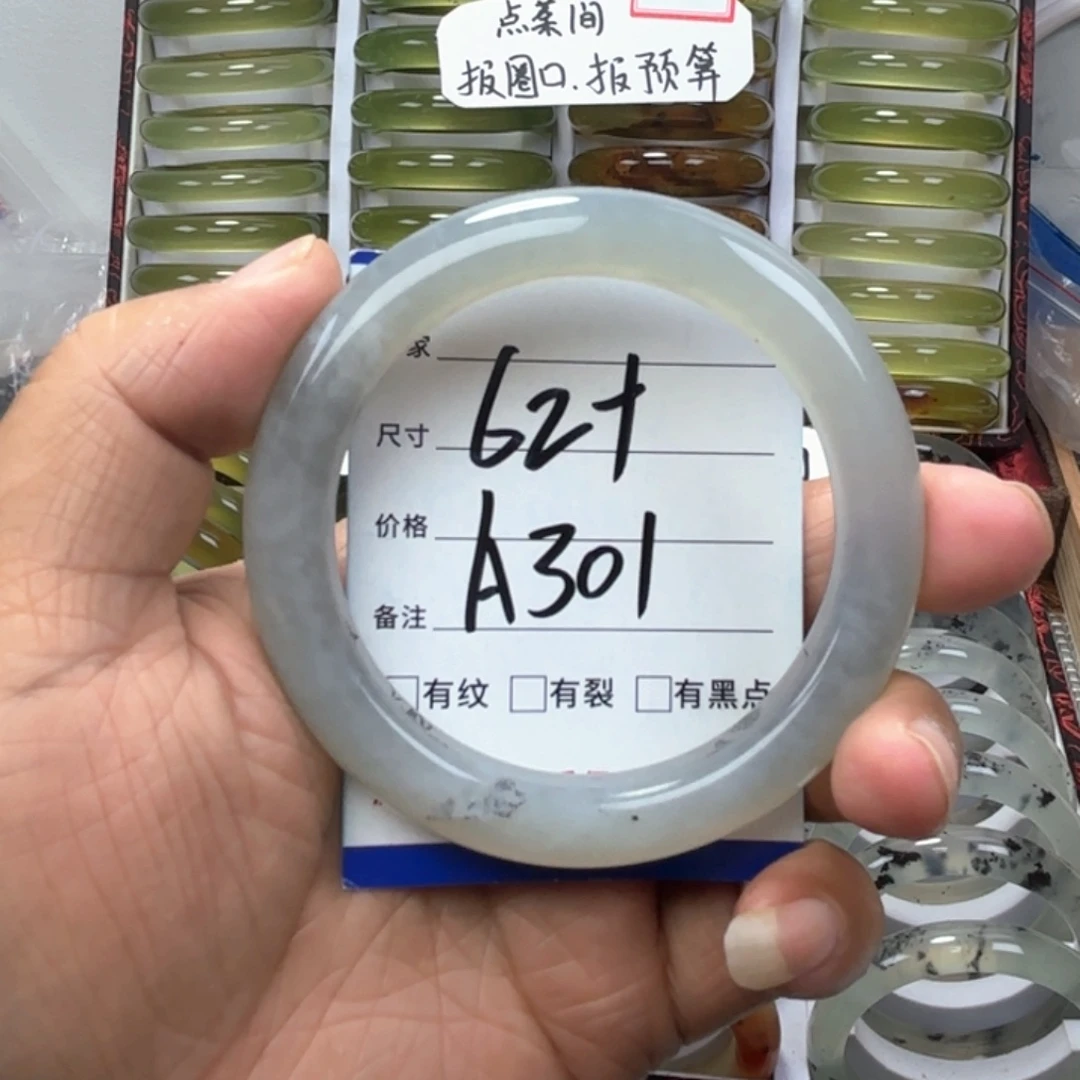 点菜间
报圈口.报预算
家
尺寸 62+
价格
A301
备注
有纹 有裂 有黑点